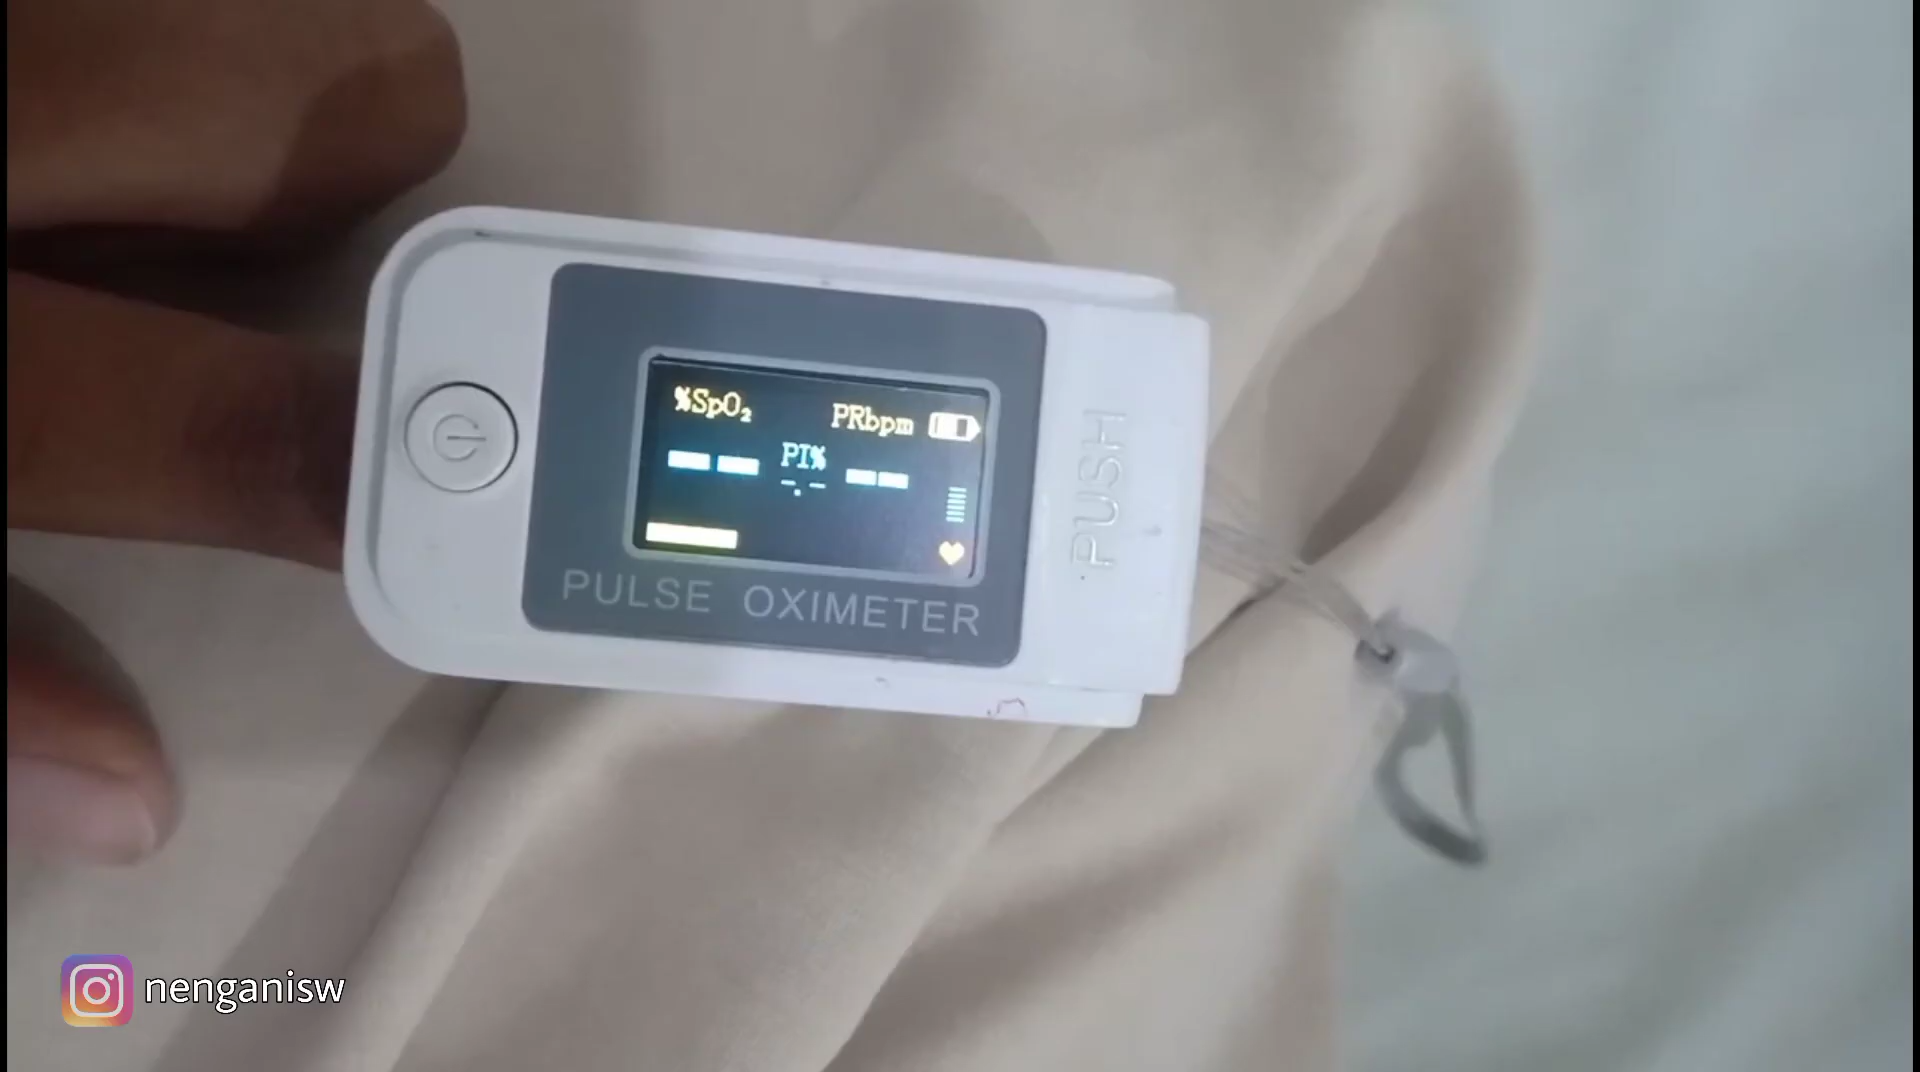 %SpO₂
PRbpm
PI%
-- --
-.-
-- --
PULSE OXIMETER
PUSH
nenganisw